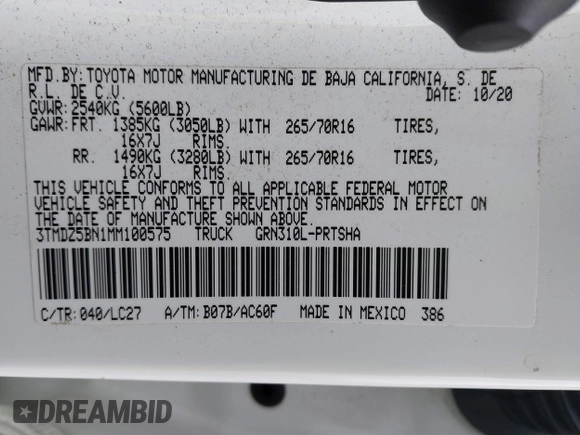 MFD.BY:TOYOTA MOTOR MANUFACTURING DE BAJA CALIFORNIA, S. DE
R.L. DE C.V. DATE: 10/20
GVWR:2540KG (5600LB)
GAWR:FRT. 1385KG (3050LB) WITH 265/70R16 TIRES,
16X7J RIMS.
RR. 1490KG (3280LB) WITH 265/70R16 TIRES,
16X7J RIMS.
THIS VEHICLE CONFORMS TO ALL APPLICABLE FEDERAL MOTOR
VEHICLE SAFETY AND THEFT PREVENTION STANDARDS IN EFFECT ON
THE DATE OF MANUFACTURE SHOWN ABOVE.
3TMDZ5BN1MM100575 TRUCK GRN310L-PRTSHA
C/TR:040/LC27 A/TM:B07B/AC60F MADE IN MEXICO 386
DREAMBID